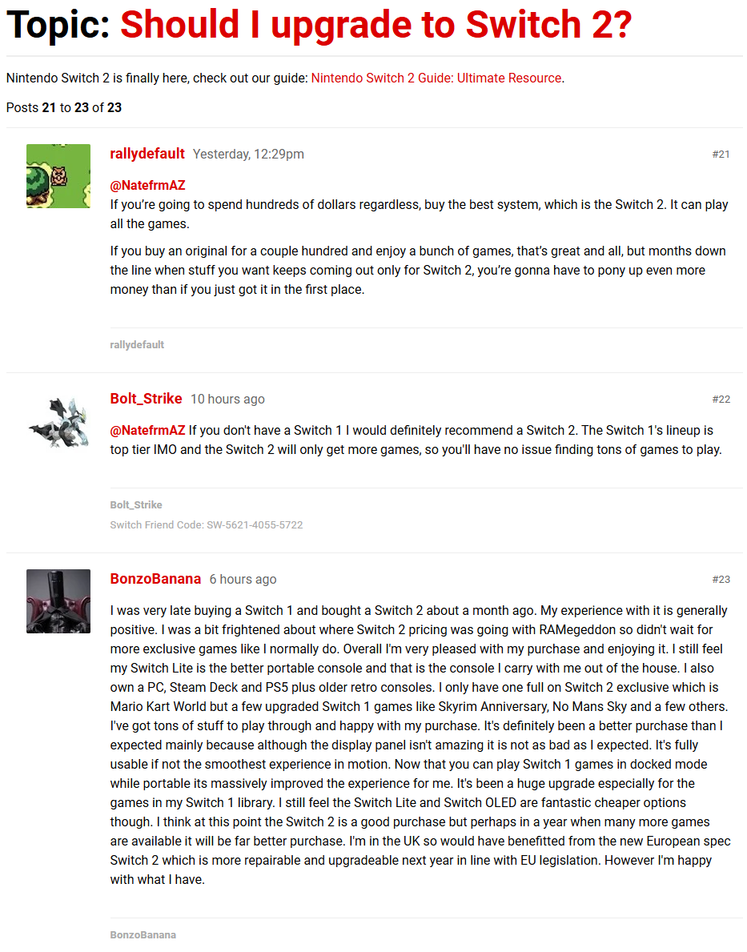 Topic: Should I upgrade to Switch 2?
Nintendo Switch 2 is finally here, check out our guide: Nintendo Switch 2 Guide: Ultimate Resource.
Posts 21 to 23 of 23
rallydefault Yesterday, 12:29pm #21
@NatefrmAZ
If you're going to spend hundreds of dollars regardless, buy the best system, which is the Switch 2. It can play
all the games.
If you buy an original for a couple hundred and enjoy a bunch of games, that's great and all, but months down
the line when stuff you want keeps coming out only for Switch 2, you're gonna have to pony up even more
money than if you just got it in the first place.
rallydefault
Bolt_Strike 10 hours ago #22
@NatefrmAZ If you don't have a Switch 1 I would definitely recommend a Switch 2. The Switch 1's lineup is
top tier IMO and the Switch 2 will only get more games, so you'll have no issue finding tons of games to play.
Bolt_Strike
Switch Friend Code: SW-5621-4055-5722
BonzoBanana 6 hours ago #23
I was very late buying a Switch 1 and bought a Switch 2 about a month ago. My experience with it is generally
positive. I was a bit frightened about where Switch 2 pricing was going with RAMegeddon so didn't wait for
more exclusive games like I normally do. Overall I'm very pleased with my purchase and enjoying it. I still feel
my Switch Lite is the better portable console and that is the console I carry with me out of the house. I also
own a PC, Steam Deck and PS5 plus older retro consoles. I only have one full on Switch 2 exclusive which is
Mario Kart World but a few upgraded Switch 1 games like Skyrim Anniversary, No Mans Sky and a few others.
I've got tons of stuff to play through and happy with my purchase. It's definitely been a better purchase than I
expected mainly because although the display panel isn't amazing it is not as bad as I expected. It's fully
usable if not the smoothest experience in motion. Now that you can play Switch 1 games in docked mode
while portable its massively improved the experience for me. It's been a huge upgrade especially for the
games in my Switch 1 library. I still feel the Switch Lite and Switch OLED are fantastic cheaper options
though. I think at this point the Switch 2 is a good purchase but perhaps in a year when many more games
are available it will be far better purchase. I'm in the UK so would have benefitted from the new European spec
Switch 2 which is more repairable and upgradeable next year in line with EU legislation. However I'm happy
with what I have.
BonzoBanana